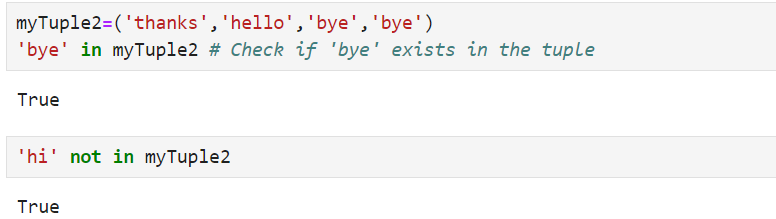 myTuple2=('thanks','hello','bye','bye')
'bye' in myTuple2 # Check if 'bye' exists in the tuple
True
'hi' not in myTuple2
True